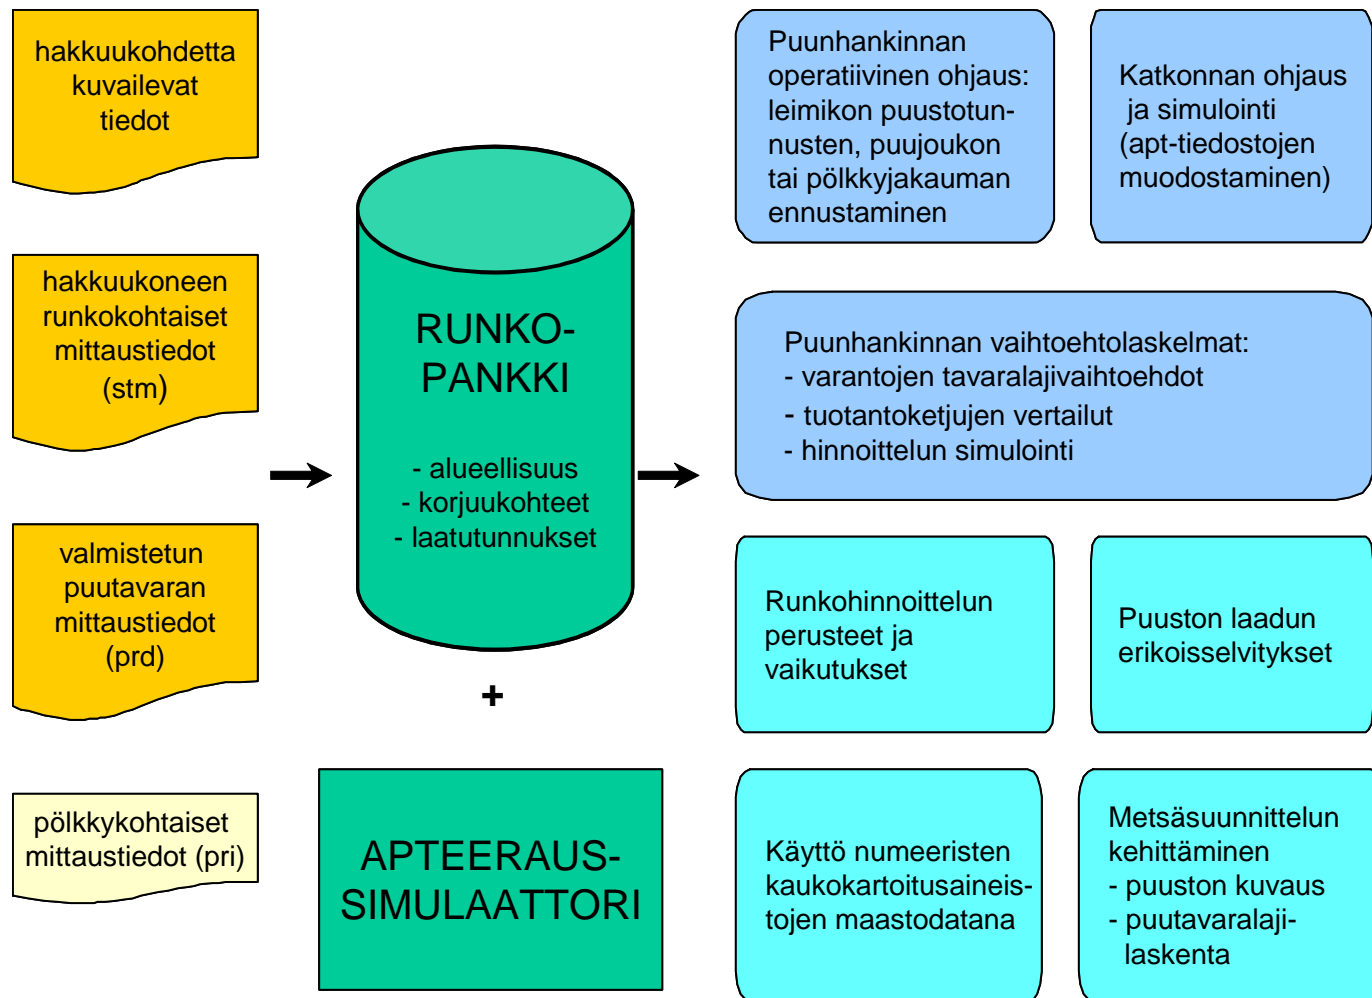 hakkuukohdetta
kuvailevat
tiedot
hakkuukoneen
runkokohtaiset
mittaustiedot
(stm)
valmistetun
puutavaran
mittaustiedot
(prd)
pölkkykohtaiset
mittaustiedot (pri)
RUNKO-
PANKKI
- alueellisuus
- korjuukohteet
- laatutunnukset
+
APTEERAUS-
SIMULAATTORI
Puunhankinnan
operatiivinen ohjaus:
leimikon puustotun-
nusten, puujoukon
tai pölkkyjakauman
ennustaminen
Katkonnan ohjaus
ja simulointi
(apt-tiedostojen
muodostaminen)
Puunhankinnan vaihtoehtolaskelmat:
- varantojen tavaralajivaihtoehdot
- tuotantoketjujen vertailut
- hinnoittelun simulointi
Runkohinnoittelun
perusteet ja
vaikutukset
Puuston laadun
erikoisselvitykset
Käyttö numeeristen
kaukokartoitusaineis-
tojen maastodatana
Metsäsuunnittelun
kehittäminen
- puuston kuvaus
- puutavaralaji-
laskenta